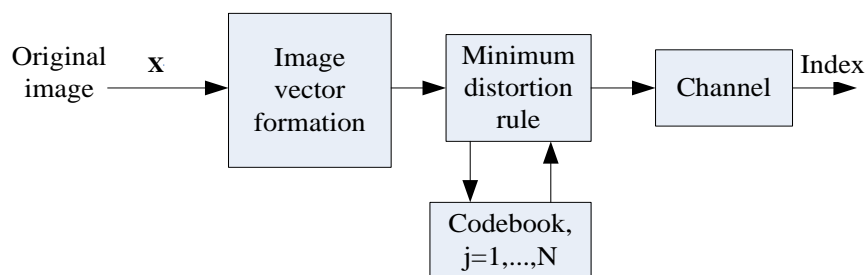 Original
image
X
Image
vector
formation
Minimum
distortion
rule
Channel
Index
Codebook,
j=1,...,N